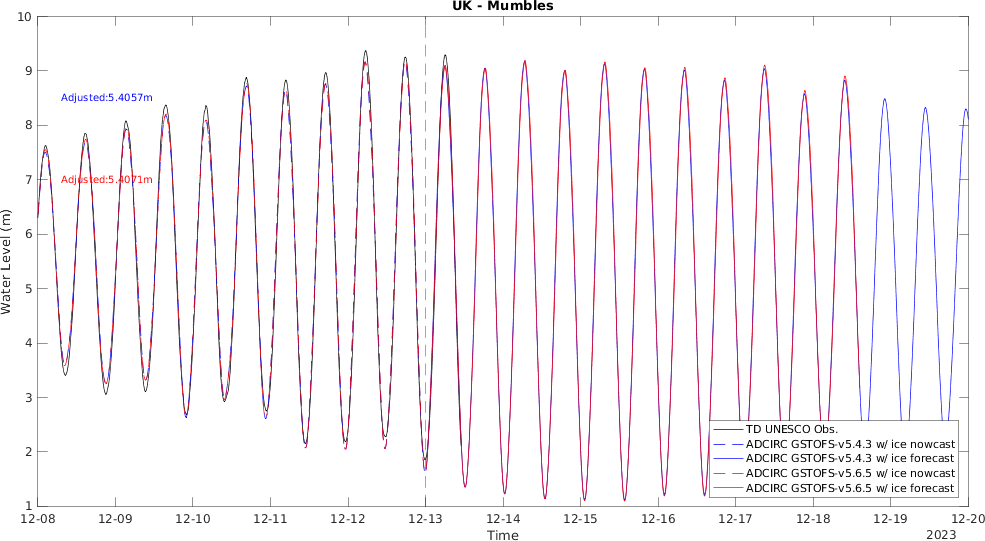 UK - Mumbles
10
9
8
7
6
5
4
3
2
1
Water Level (m)
Adjusted:5.4057m
Adjusted:5.4071m
TD UNESCO Obs.
ADCIRC GSTOFS-v5.4.3 w/ ice nowcast
ADCIRC GSTOFS-v5.4.3 w/ ice forecast
ADCIRC GSTOFS-v5.6.5 w/ ice nowcast
ADCIRC GSTOFS-v5.6.5 w/ ice forecast
12-08 12-09 12-10 12-11 12-12 12-13 12-14 12-15 12-16 12-17 12-18 12-19 12-20
Time
2023